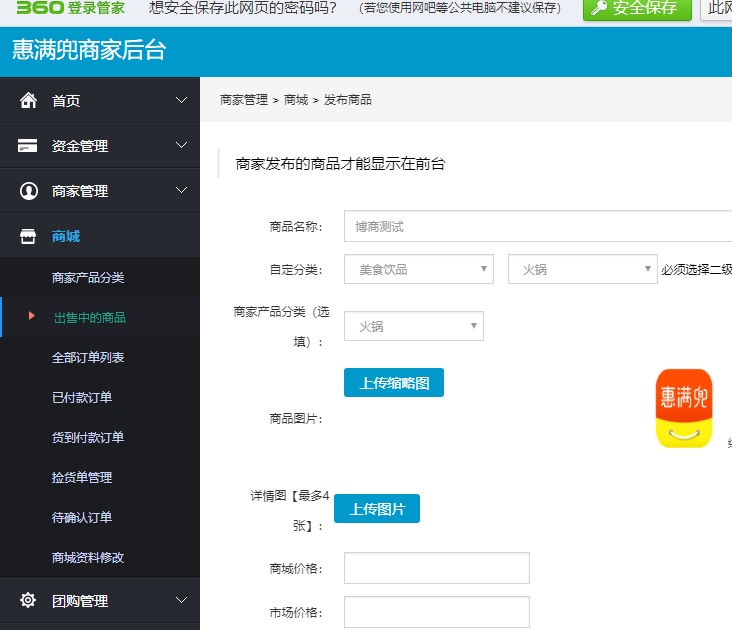 360 登录管家 想安全保存此网页的密码吗? (若您使用网吧等公共电脑不建议保存) 安全保存 此网
惠满兜商家后台
首页
资金管理
商家管理
商城
商家产品分类
出售中的商品
全部订单列表
已付款订单
货到付款订单
捡货单管理
待确认订单
商城资料修改
团购管理
商家管理 > 商城 > 发布商品
商家发布的商品才能显示在前台
商品名称: 博商测试
自定分类: 美食饮品 火锅 必须选择二级
商家产品分类(选
填): 火锅
上传缩略图
商品图片:
惠满兜
详情图【最多4
张】: 上传图片
商城价格:
市场价格: